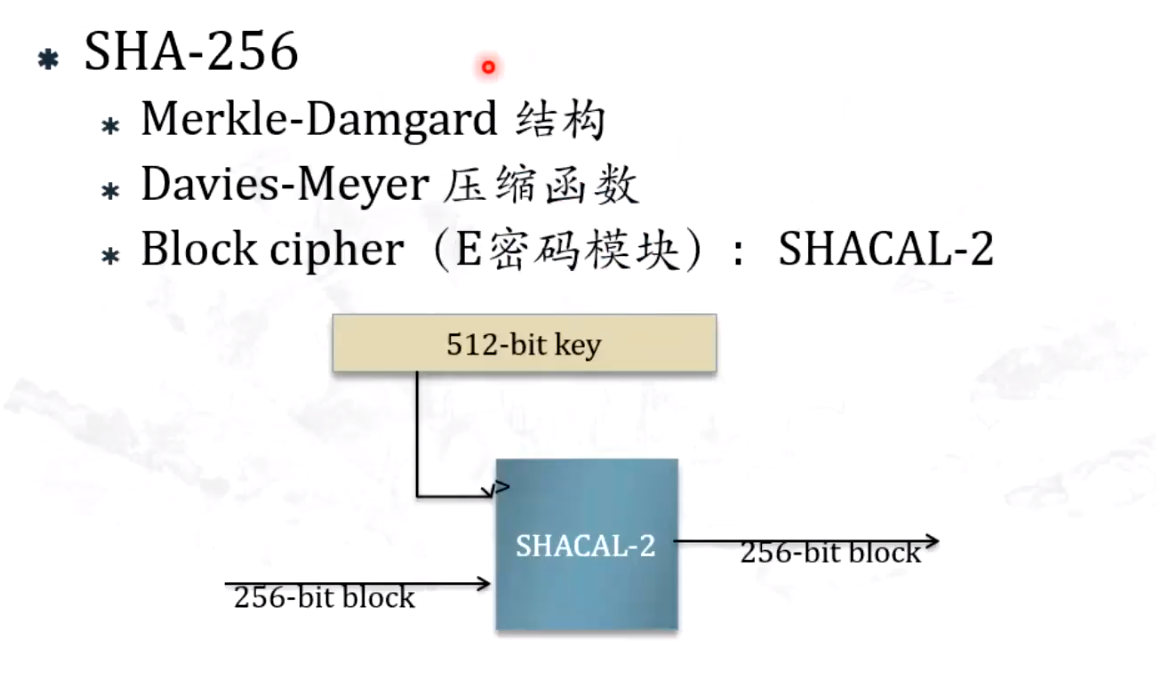 * SHA-256
* Merkle-Damgard 结构
* Davies-Meyer 压缩函数
* Block cipher（E密码模块）: SHACAL-2
512-bit key
>
SHACAL-2
256-bit block
256-bit block